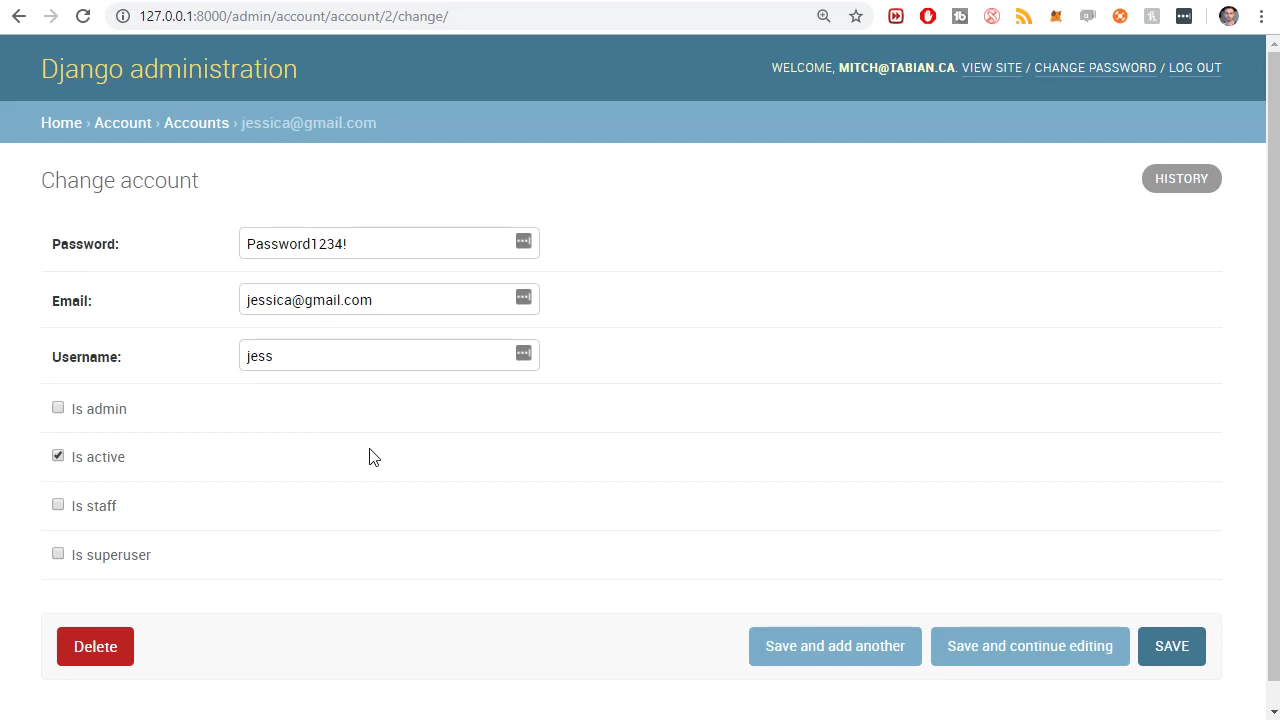 127.0.0.1:8000/admin/account/account/2/change/
Django administration
WELCOME, MITCH@TABIAN.CA. VIEW SITE / CHANGE PASSWORD / LOG OUT
Home › Account › Accounts › jessica@gmail.com
Change account
HISTORY
Password: Password1234!
Email: jessica@gmail.com
Username: jess
Is admin
Is active
Is staff
Is superuser
Delete
Save and add another
Save and continue editing
SAVE